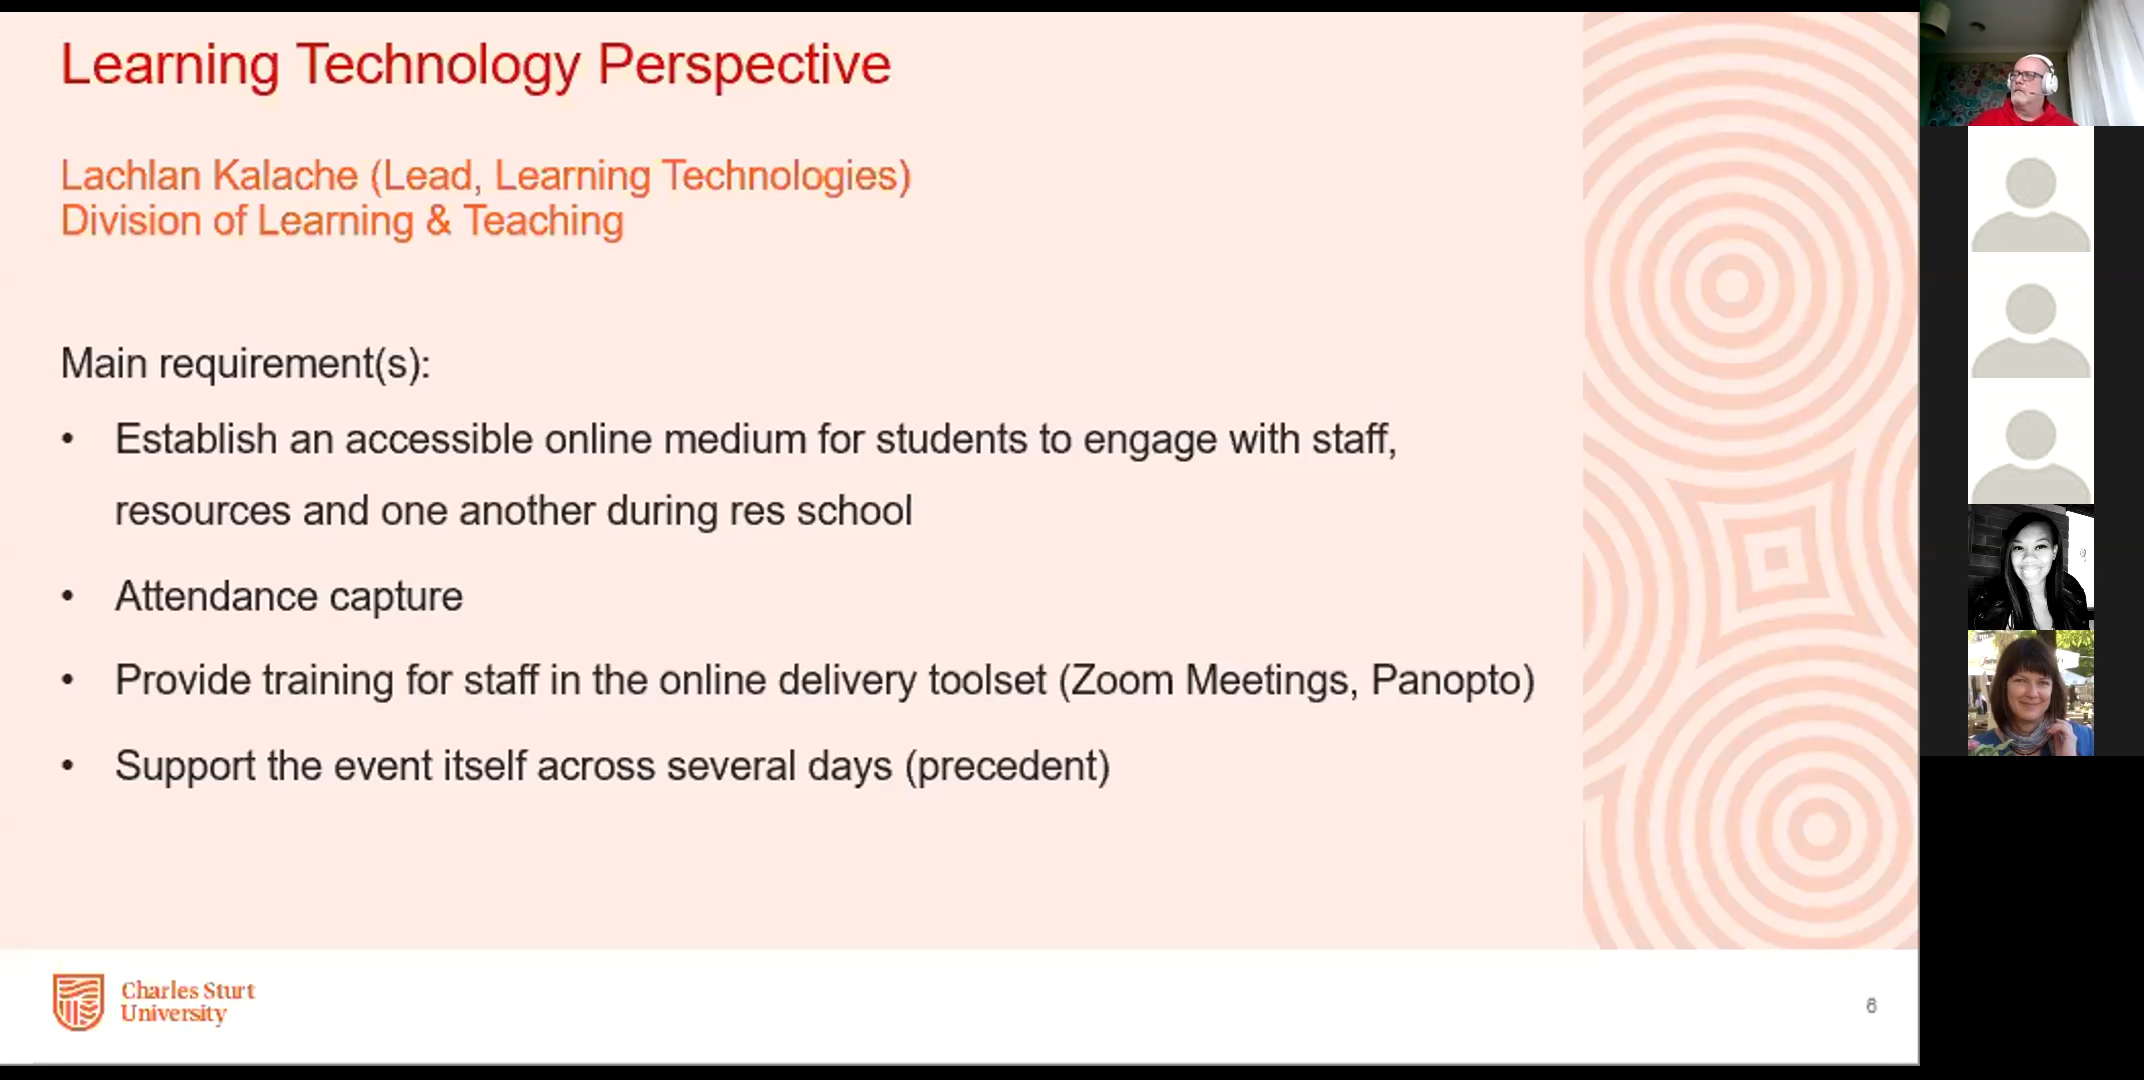 Learning Technology Perspective
Lachlan Kalache (Lead, Learning Technologies)
Division of Learning & Teaching
Main requirement(s):
• Establish an accessible online medium for students to engage with staff,
resources and one another during res school
• Attendance capture
• Provide training for staff in the online delivery toolset (Zoom Meetings, Panopto)
• Support the event itself across several days (precedent)
Charles Sturt
University
6